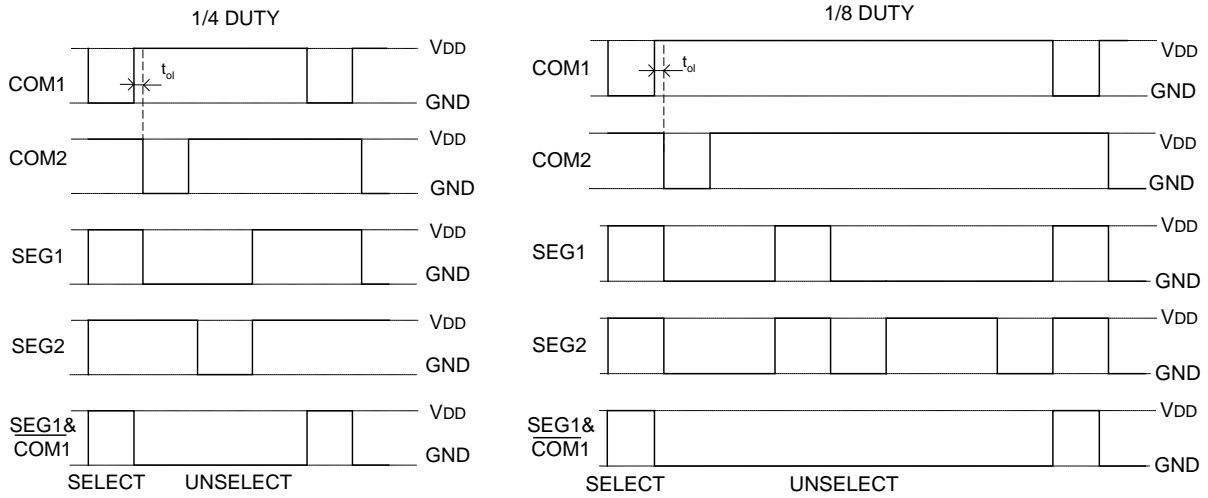 1/4 DUTY
COM1
t_ol
VDD
GND
COM2
VDD
GND
SEG1
VDD
GND
SEG2
VDD
GND
SEG1&
COM1
VDD
GND
SELECT UNSELECT
1/8 DUTY
COM1
t_ol
VDD
GND
COM2
VDD
GND
SEG1
VDD
GND
SEG2
VDD
GND
SEG1&
COM1
VDD
GND
SELECT UNSELECT